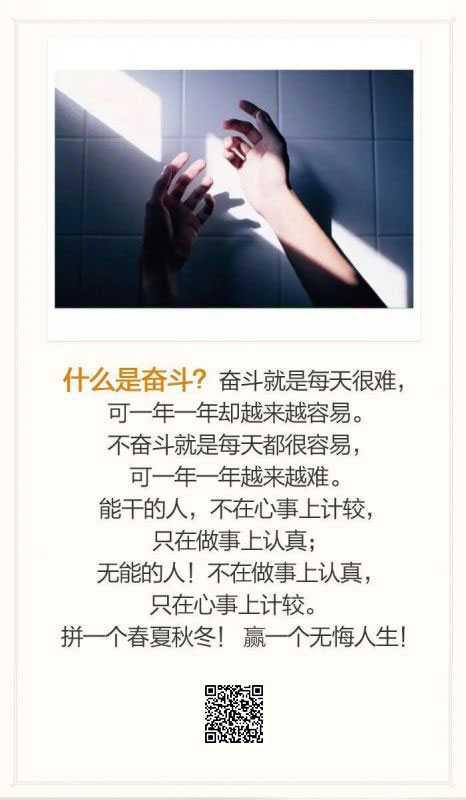 什么是奋斗？奋斗就是每天很难，
可一年一年却越来越容易。
不奋斗就是每天都很容易，
可一年一年越来越难。
能干的人，不在心事上计较，
只在做事上认真；
无能的人！不在做事上认真，
只在心事上计较。
拼一个春夏秋冬！赢一个无悔人生！